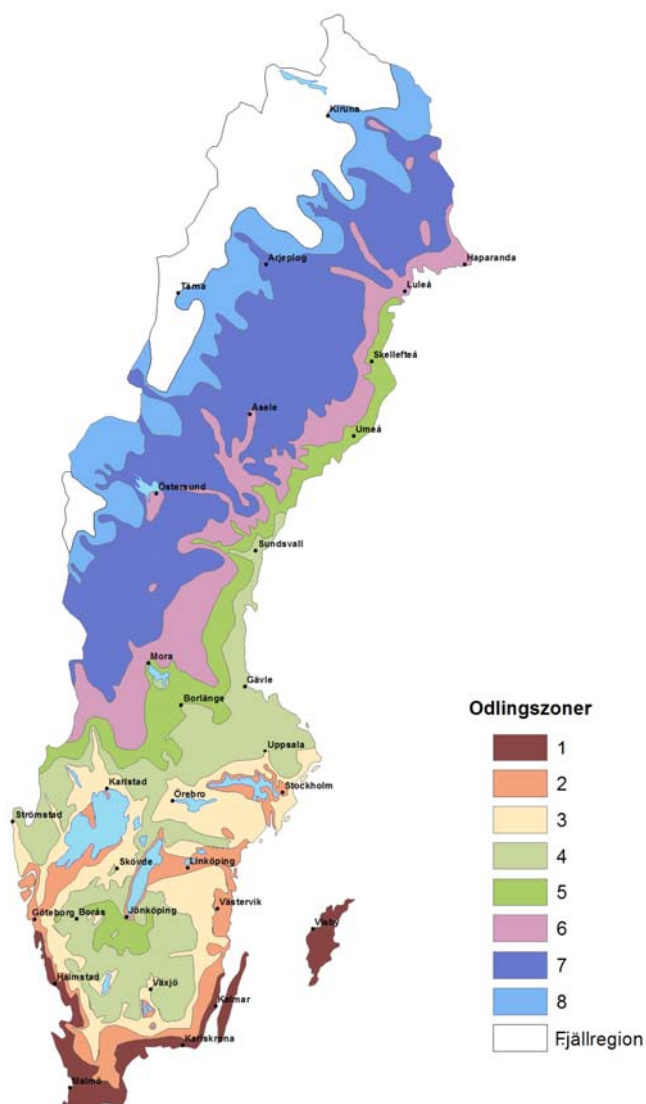 Kiruna
Arjeplog
Haparanda
Tärna
Luleå
Skellefteå
Åsele
Umeå
Östersund
Sundsvall
Mora
Gävle
Borlänge
Odlingszoner
1
2
3
4
5
6
7
8
Fjällregion
Uppsala
Karlstad
Stockholm
Örebro
Strömstad
Skövde
Linköping
Västervik
Göteborg
Borås
Jönköping
Visby
Halmstad
Växjö
Kalmar
Karlskrona
Malmö